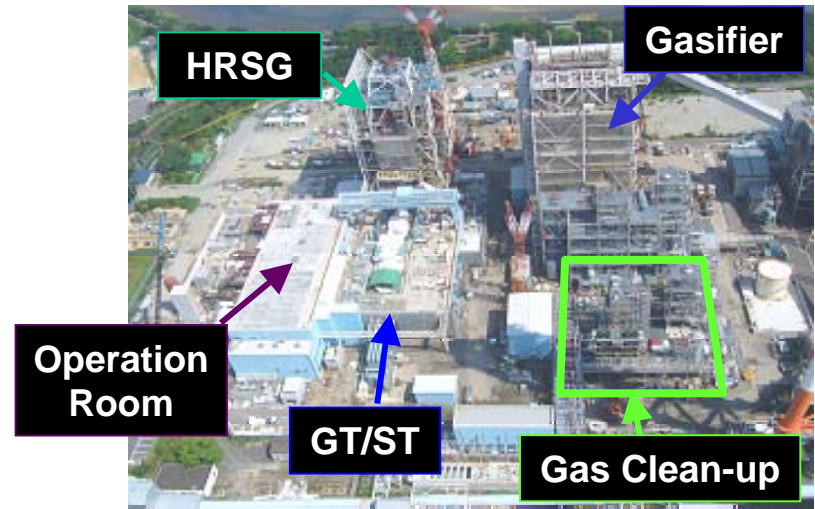 HRSG
Gasifier
Operation
Room
GT/ST
Gas Clean-up